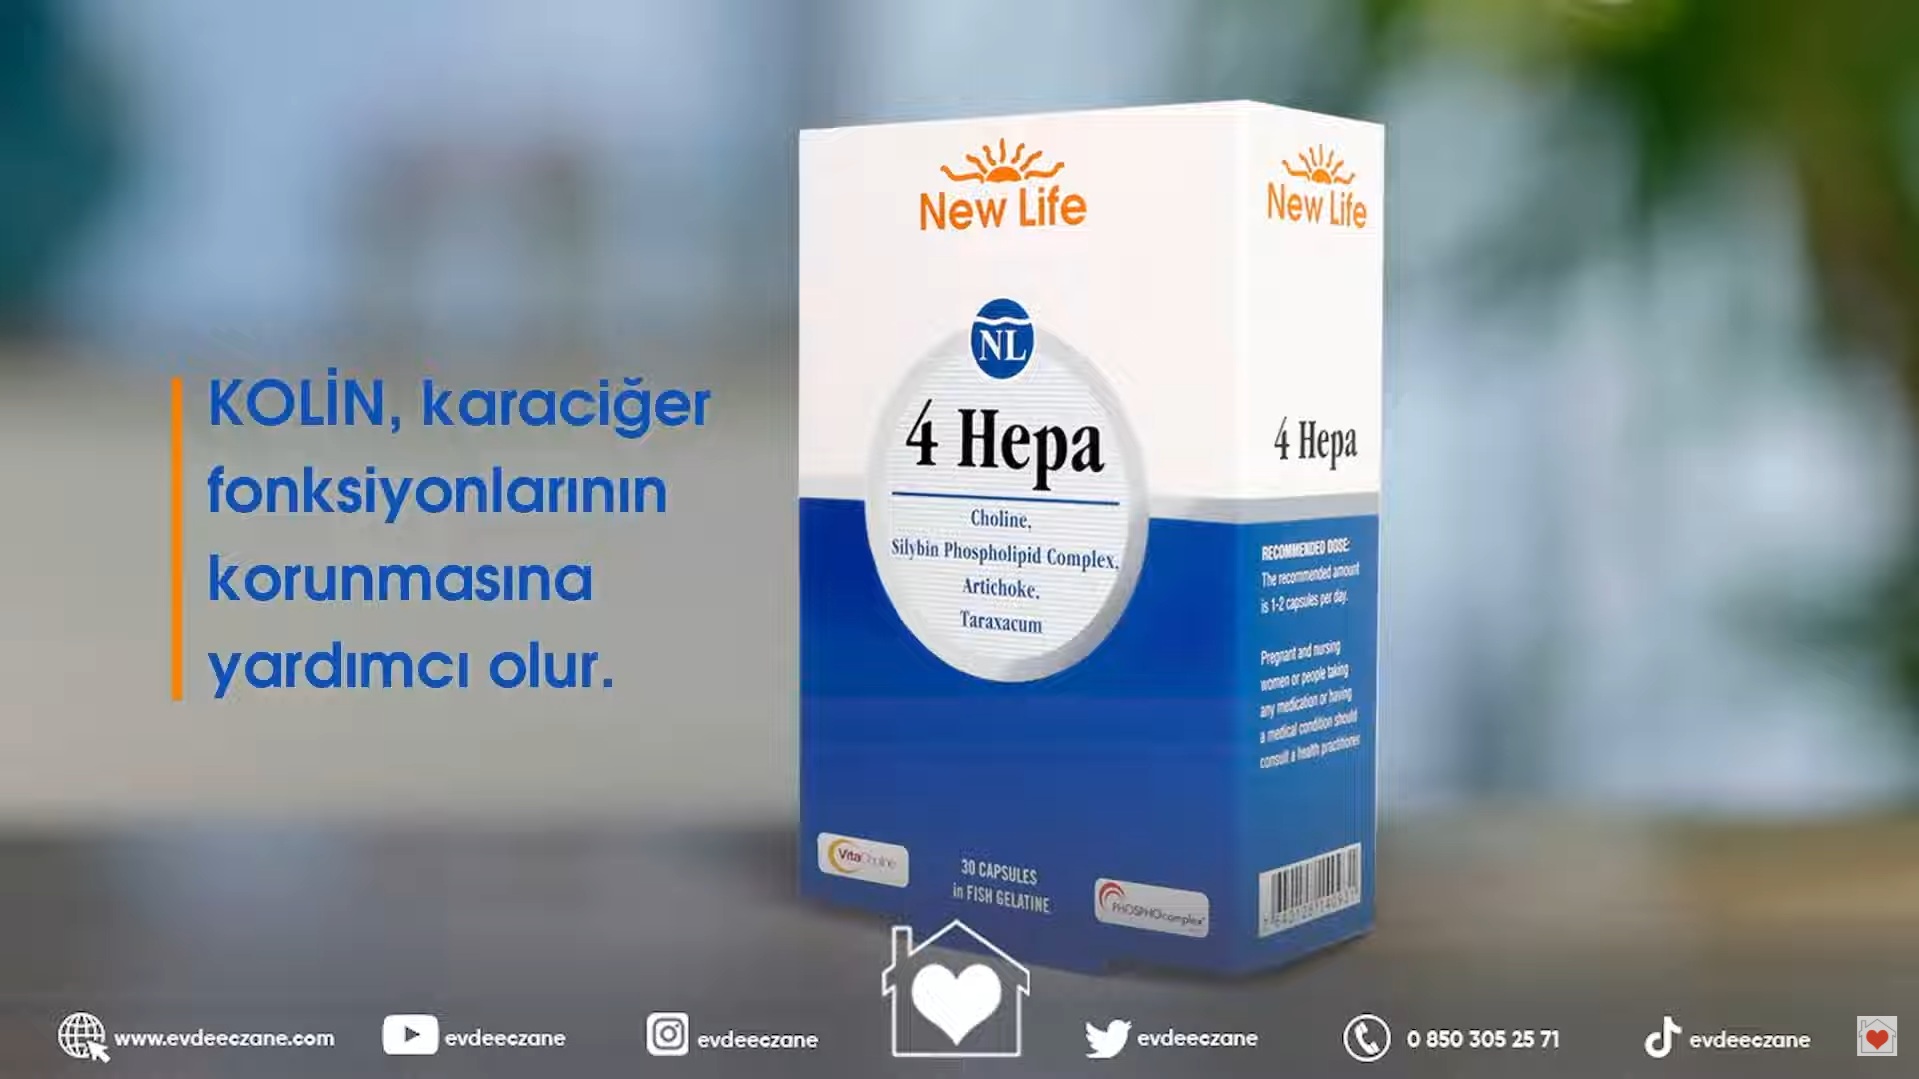 KOLİN, karaciğer
fonksiyonlarının
korunmasına
yardımcı olur.
New Life
NL
4 Hepa
Choline,
Silybin Phospholipid Complex,
Artichoke,
Taraxacum
VitaCholine
30 CAPSULES
in FISH GELATINE
PHOSPHOcomplex
New Life
4 Hepa
RECOMMENDED DOSE:
The recommended amount
is 1-2 capsules per day.
Pregnant and nursing
women or people taking
any medication or having
a medical condition should
consult a health practitioner
www.evdeeczane.com
evdeeczane
evdeeczane
evdeeczane
0 850 305 25 71
evdeeczane